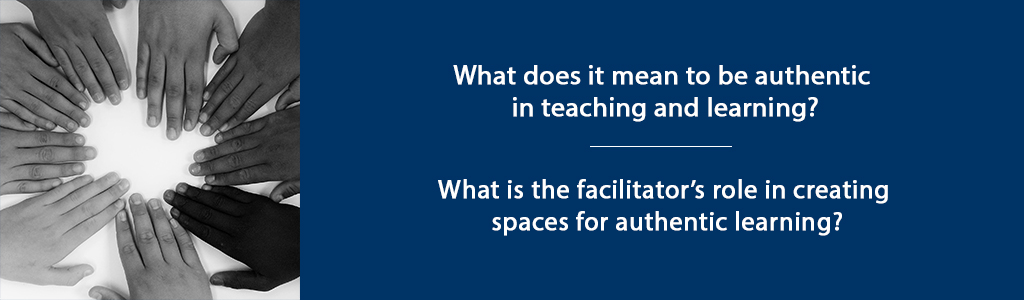 What does it mean to be authentic
in teaching and learning?
What is the facilitator’s role in creating
spaces for authentic learning?